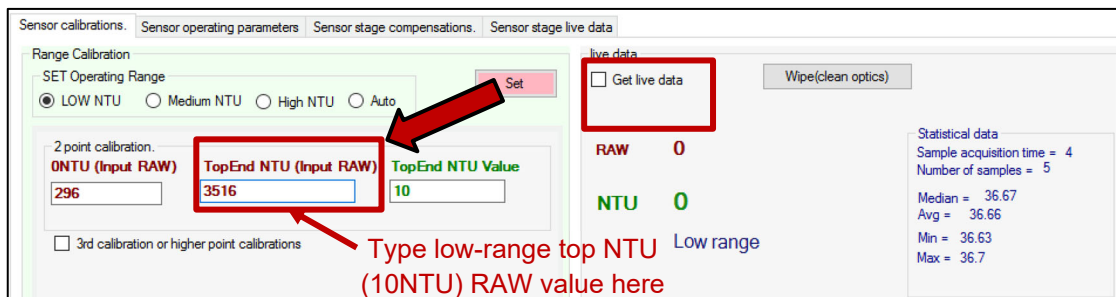 Sensor calibrations. Sensor operating parameters Sensor stage compensations. Sensor stage live data
Range Calibration
SET Operating Range
LOW NTU Medium NTU High NTU Auto
Set
2 point calibration.
0NTU (Input RAW) TopEnd NTU (Input RAW) TopEnd NTU Value
296 3516 10
3rd calibration or higher point calibrations
Type low-range top NTU
(10NTU) RAW value here
live data
Get live data Wipe(clean optics)
RAW 0
NTU 0
Low range
Statistical data
Sample acquisition time = 4
Number of samples = 5
Median = 36.67
Avg = 36.66
Min = 36.63
Max = 36.7